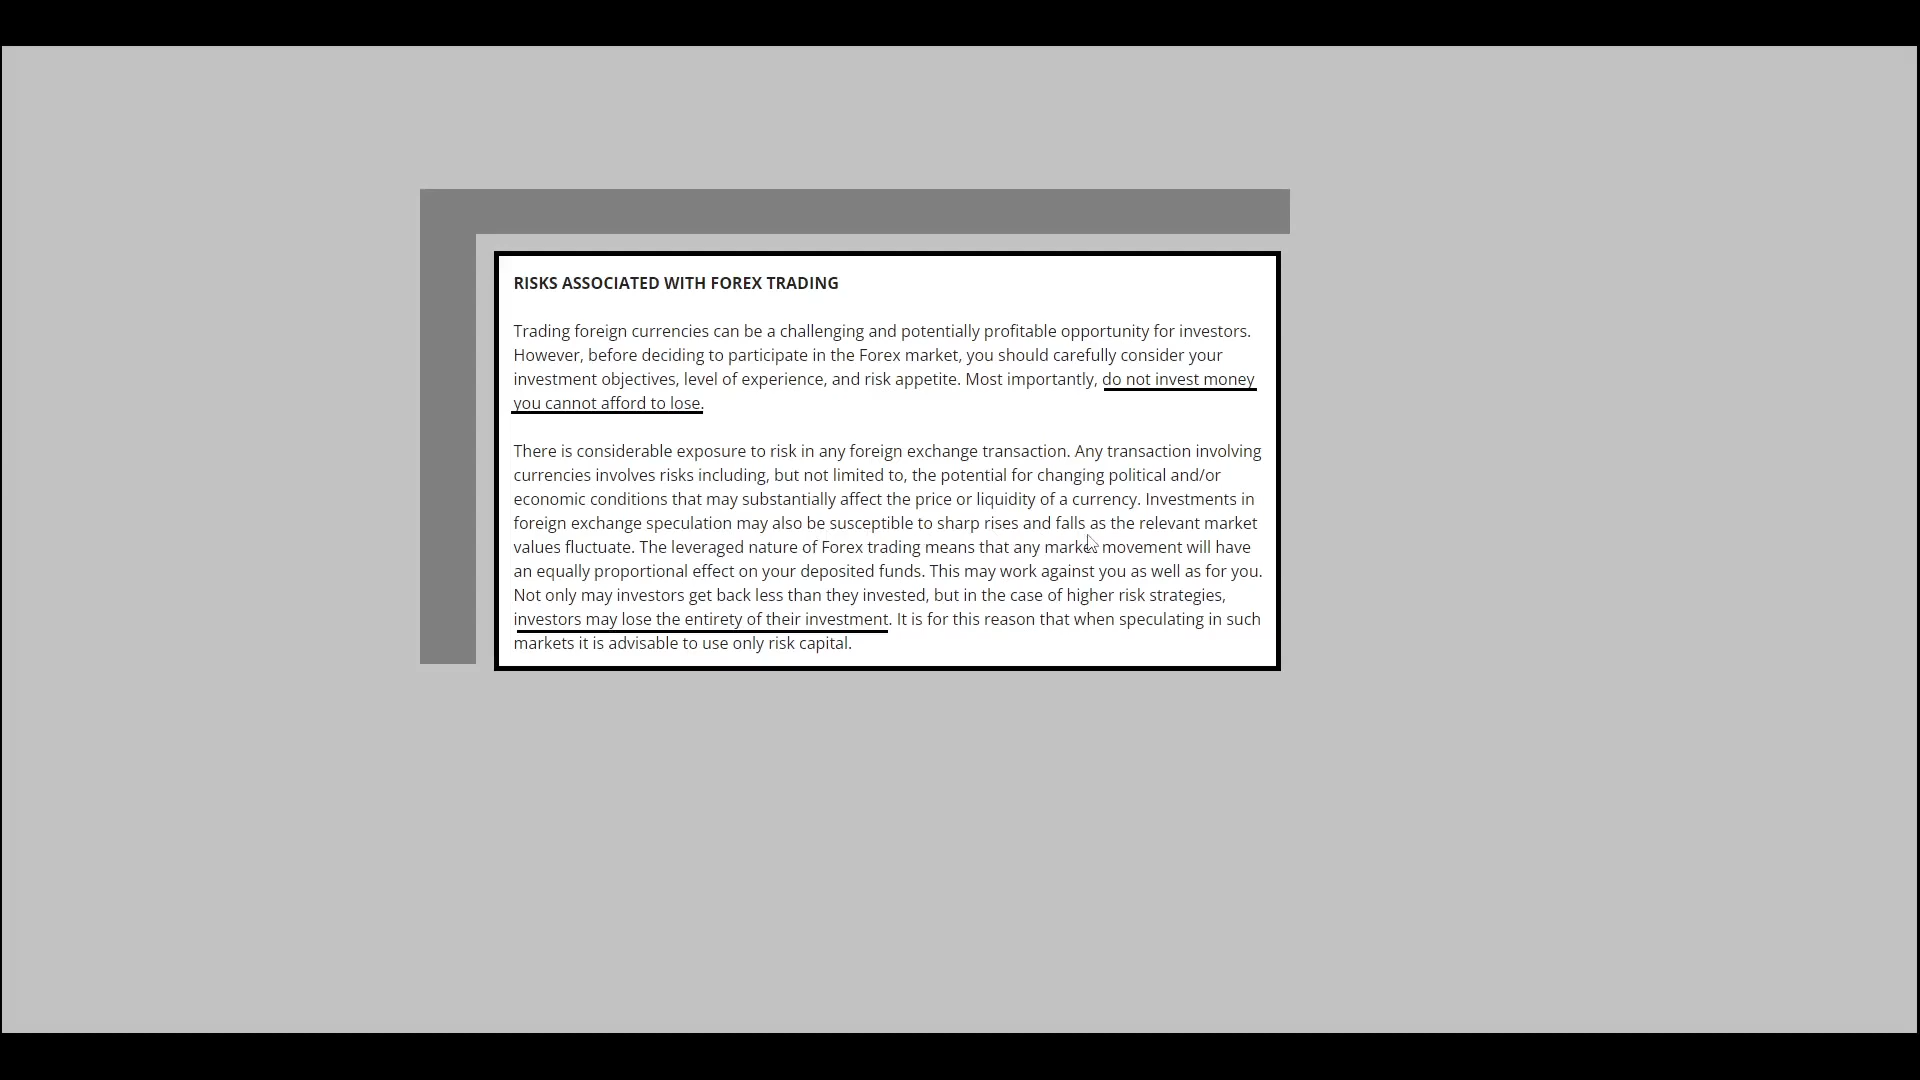 RISKS ASSOCIATED WITH FOREX TRADING
Trading foreign currencies can be a challenging and potentially profitable opportunity for investors.
However, before deciding to participate in the Forex market, you should carefully consider your
investment objectives, level of experience, and risk appetite. Most importantly, do not invest money
you cannot afford to lose.
There is considerable exposure to risk in any foreign exchange transaction. Any transaction involving
currencies involves risks including, but not limited to, the potential for changing political and/or
economic conditions that may substantially affect the price or liquidity of a currency. Investments in
foreign exchange speculation may also be susceptible to sharp rises and falls as the relevant market
values fluctuate. The leveraged nature of Forex trading means that any market movement will have
an equally proportional effect on your deposited funds. This may work against you as well as for you.
Not only may investors get back less than they invested, but in the case of higher risk strategies,
investors may lose the entirety of their investment. It is for this reason that when speculating in such
markets it is advisable to use only risk capital.